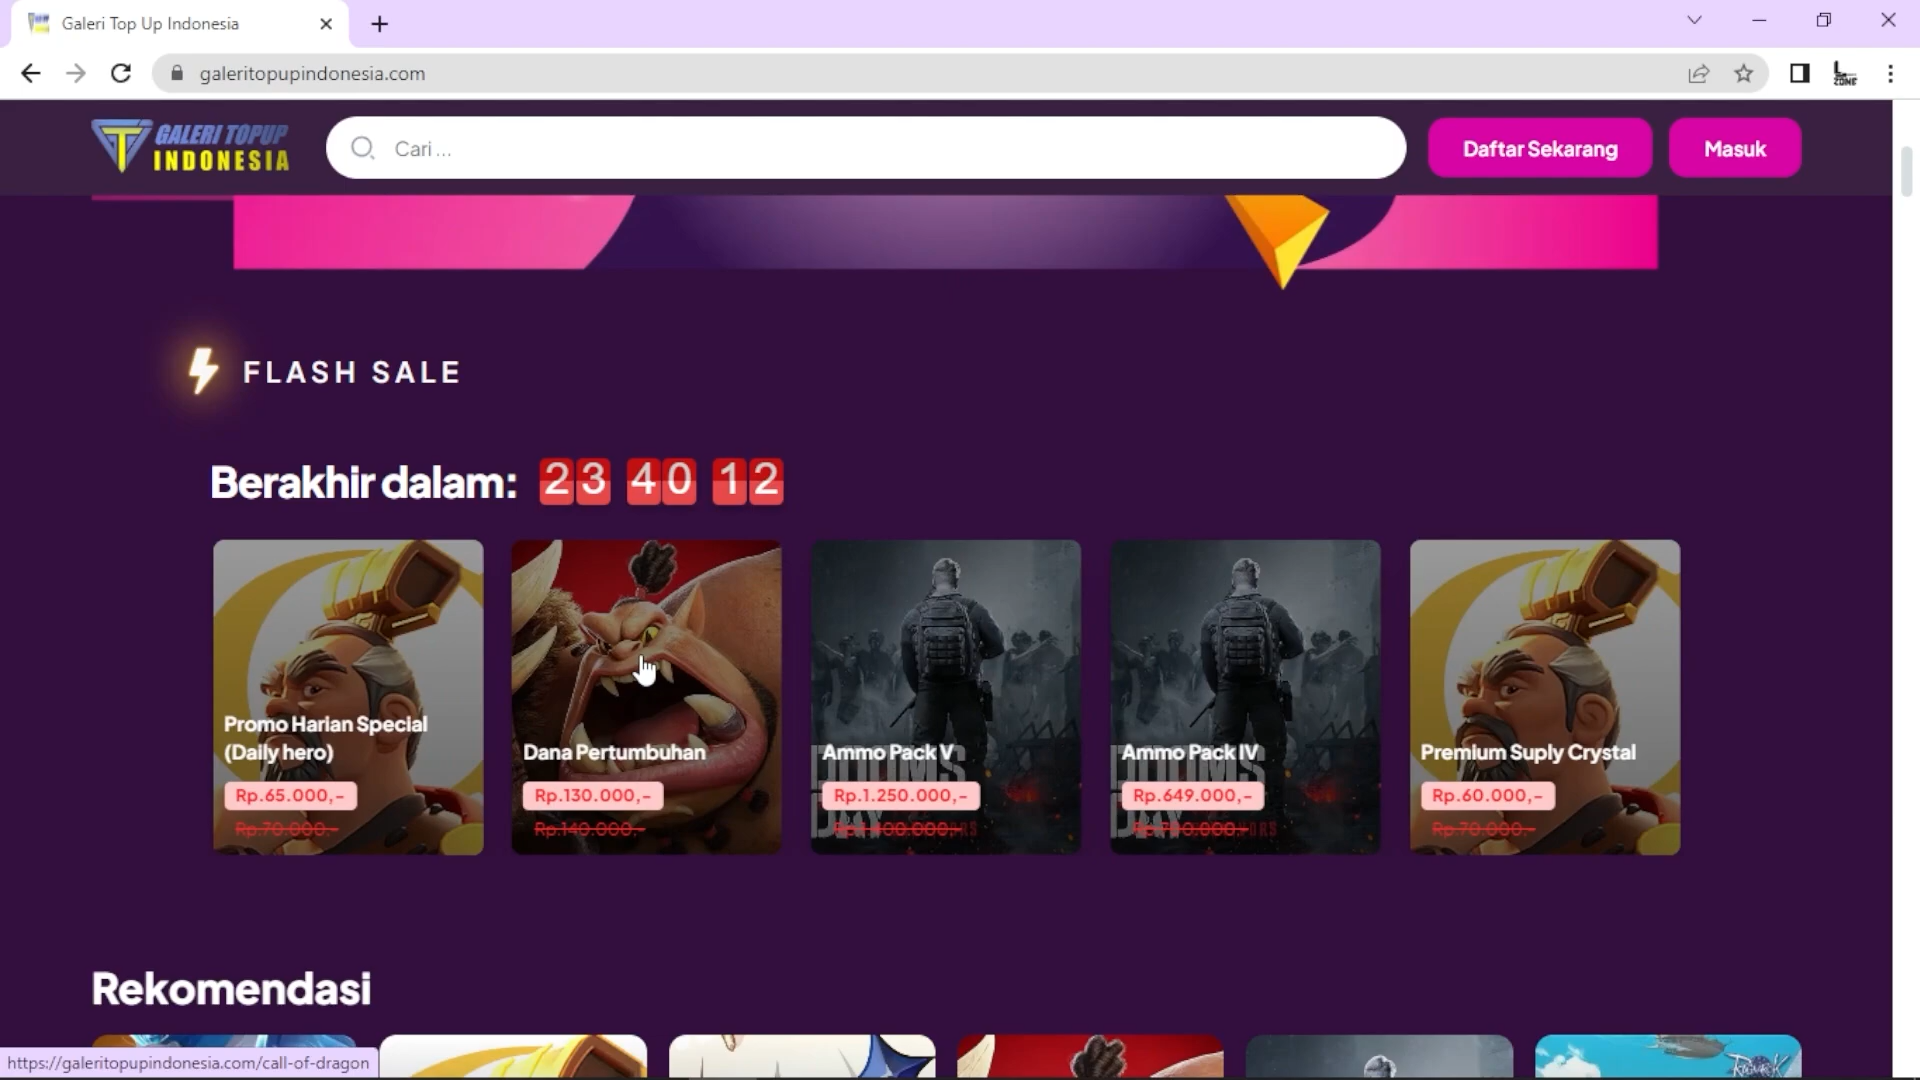 Galeri Top Up Indonesia
galeritopupindonesia.com
ZONE
GALERI TOPUP
INDONESIA
Cari ...
Daftar Sekarang
Masuk
FLASH SALE
Berakhir dalam: 23 40 12
Promo Harian Special
(Daily hero)
Rp.65.000,-
Rp.70.000,-
Dana Pertumbuhan
Rp.130.000,-
Rp.140.000,-
Ammo Pack V
Rp.1.250.000,-
Ammo Pack IV
Rp.649.000,-
Premium Suply Crystal
Rp.60.000,-
Rp.70.000,-
Rekomendasi
https://galeritopupindonesia.com/call-of-dragon